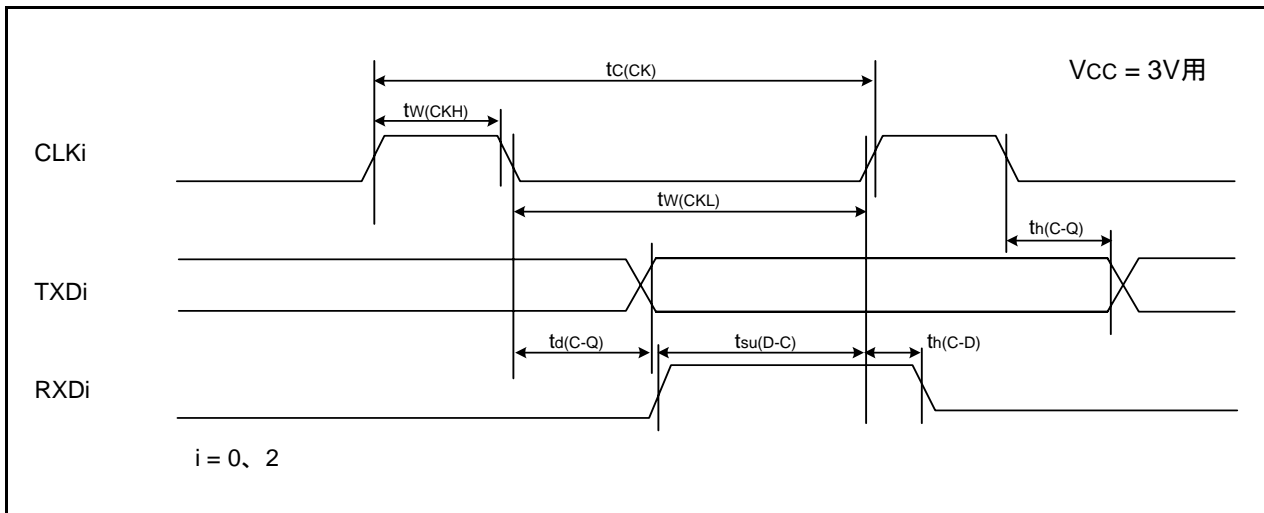 tC(CK)
VCC = 3V用
tW(CKH)
CLKi
tW(CKL)
th(C-Q)
TXDi
td(C-Q)
tsu(D-C)
th(C-D)
RXDi
i = 0、2